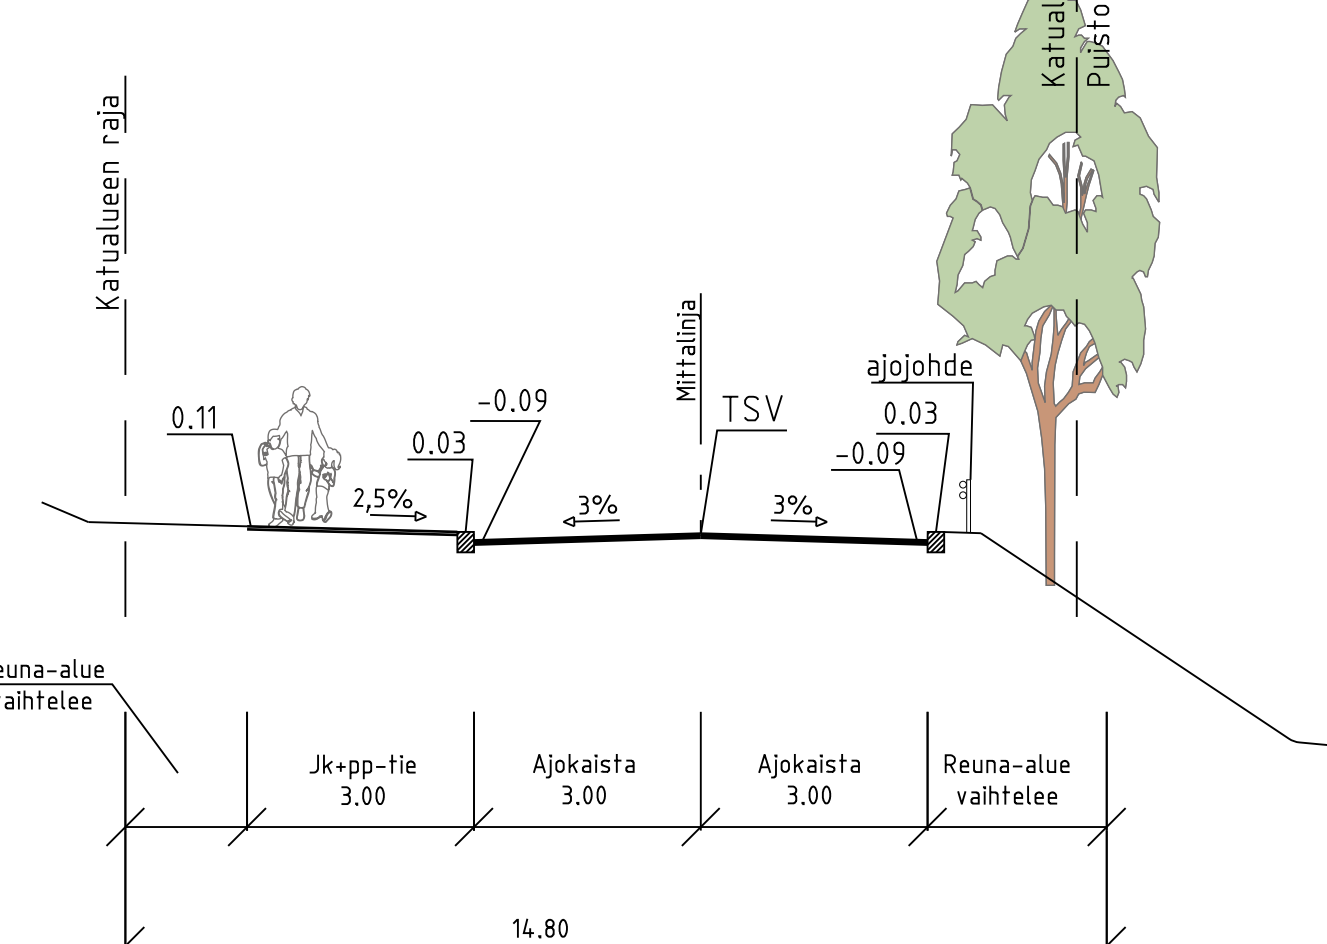 Katual
Puisto
Katualueen raja
Mittalinja
ajojohde
-0.09
TSV
0.03
0.11
0.03
-0.09
2,5%
3%
3%
euna-alue
aihtelee
Jk+pp-tie
3.00
Ajokaista
3.00
Ajokaista
3.00
Reuna-alue
vaihtelee
14.80